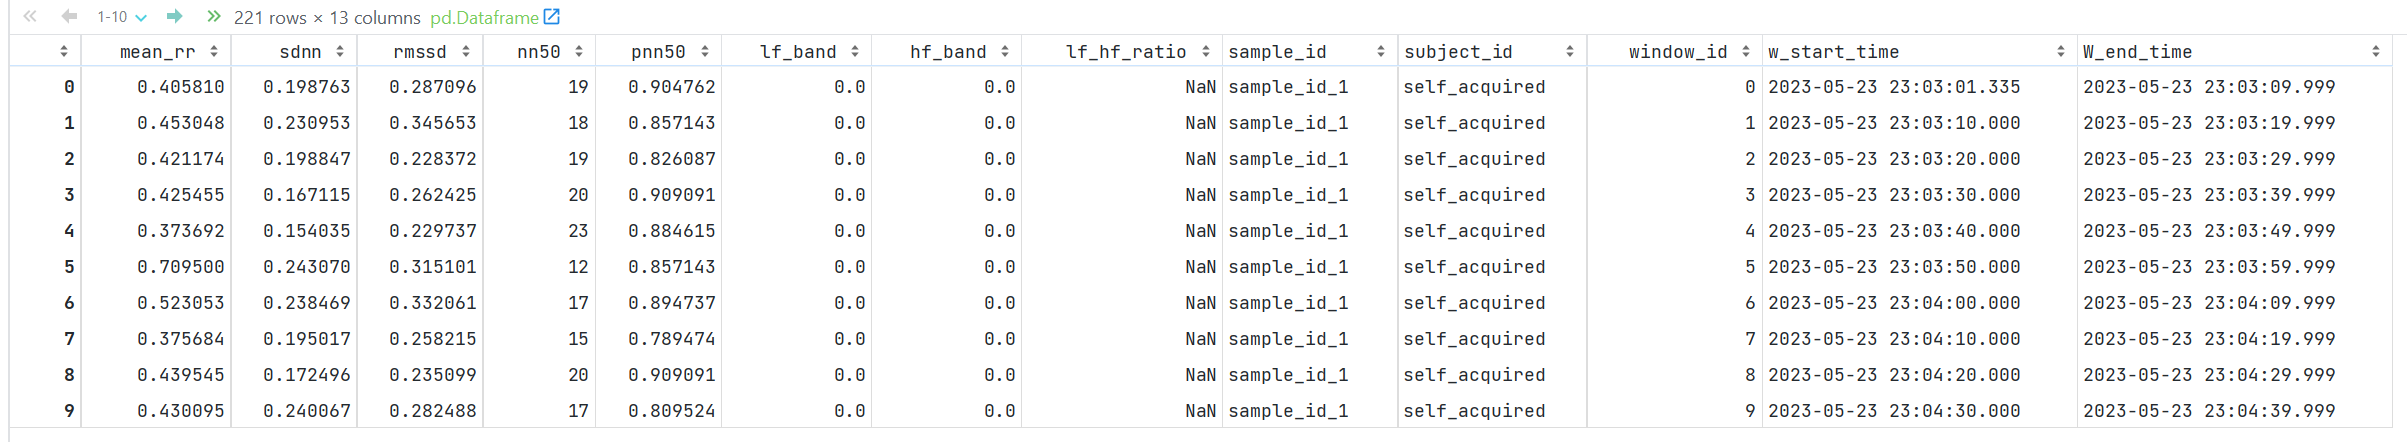 1-10 221 rows × 13 columns pd.Dataframe
mean_rr sdnn rmssd nn50 pnn50 lf_band hf_band lf_hf_ratio sample_id subject_id window_id w_start_time W_end_time
0 0.405810 0.198763 0.287096 19 0.904762 0.0 0.0 NaN sample_id_1 self_acquired 0 2023-05-23 23:03:01.335 2023-05-23 23:03:09.999
1 0.453048 0.230953 0.345653 18 0.857143 0.0 0.0 NaN sample_id_1 self_acquired 1 2023-05-23 23:03:10.000 2023-05-23 23:03:19.999
2 0.421174 0.198847 0.228372 19 0.826087 0.0 0.0 NaN sample_id_1 self_acquired 2 2023-05-23 23:03:20.000 2023-05-23 23:03:29.999
3 0.425455 0.167115 0.262425 20 0.909091 0.0 0.0 NaN sample_id_1 self_acquired 3 2023-05-23 23:03:30.000 2023-05-23 23:03:39.999
4 0.373692 0.154035 0.229737 23 0.884615 0.0 0.0 NaN sample_id_1 self_acquired 4 2023-05-23 23:03:40.000 2023-05-23 23:03:49.999
5 0.709500 0.243070 0.315101 12 0.857143 0.0 0.0 NaN sample_id_1 self_acquired 5 2023-05-23 23:03:50.000 2023-05-23 23:03:59.999
6 0.523053 0.238469 0.332061 17 0.894737 0.0 0.0 NaN sample_id_1 self_acquired 6 2023-05-23 23:04:00.000 2023-05-23 23:04:09.999
7 0.375684 0.195017 0.258215 15 0.789474 0.0 0.0 NaN sample_id_1 self_acquired 7 2023-05-23 23:04:10.000 2023-05-23 23:04:19.999
8 0.439545 0.172496 0.235099 20 0.909091 0.0 0.0 NaN sample_id_1 self_acquired 8 2023-05-23 23:04:20.000 2023-05-23 23:04:29.999
9 0.430095 0.240067 0.282488 17 0.809524 0.0 0.0 NaN sample_id_1 self_acquired 9 2023-05-23 23:04:30.000 2023-05-23 23:04:39.999